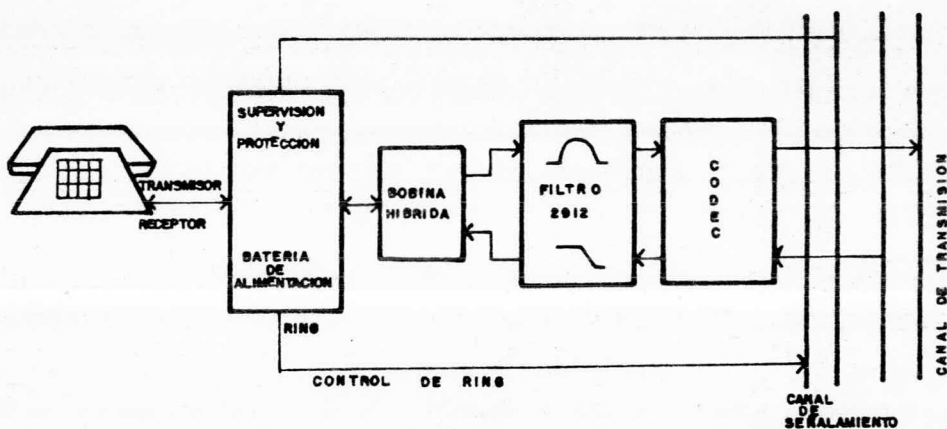 SUPERVISION
Y
PROTECCION
TRANSMISOR
RECEPTOR
BATERIA
DE
ALIMENTACION
RING
BOBINA
HIBRIDA
FILTRO
2912
CODEC
CONTROL DE RING
CANAL
DE
SEÑALAMIENTO
CANAL DE TRANSMISION